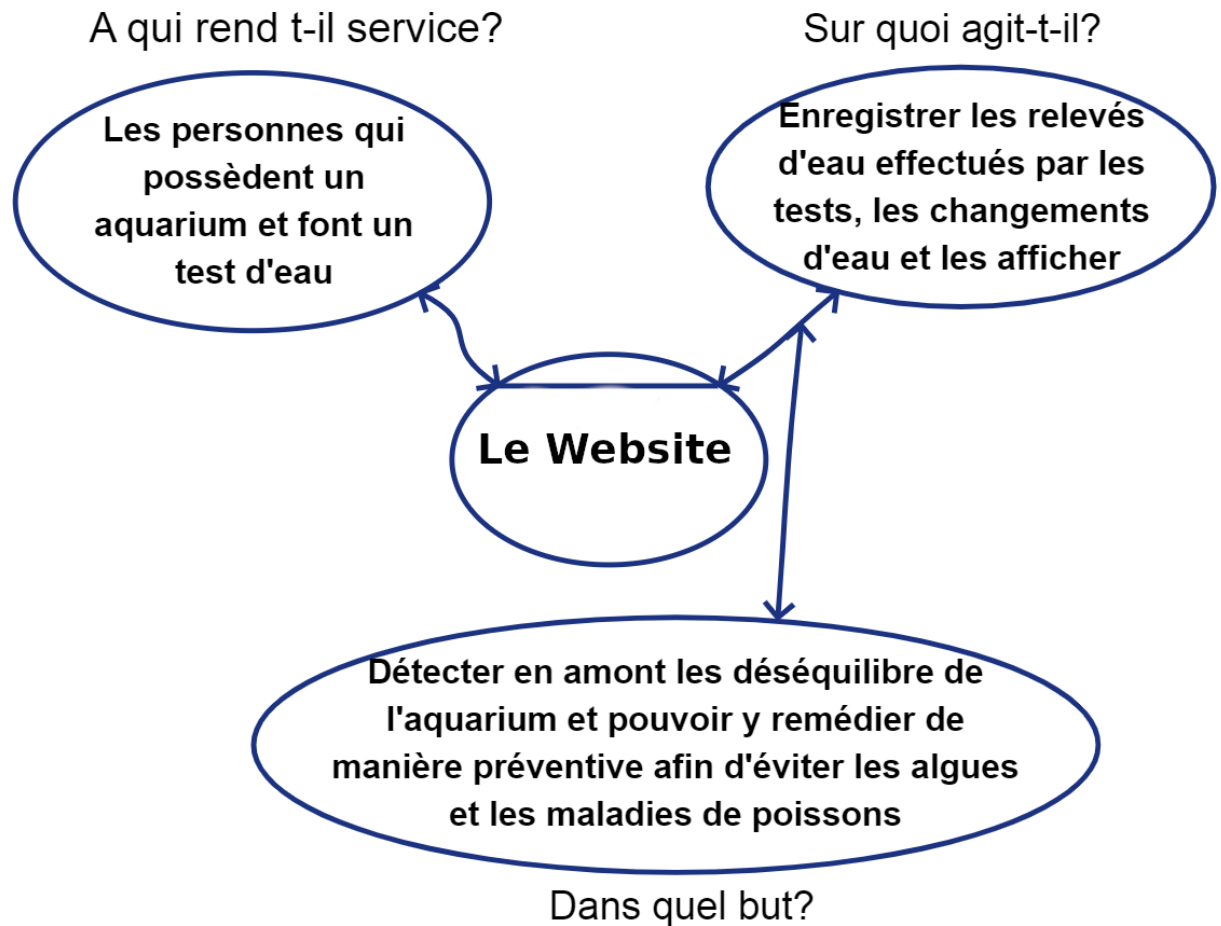 A qui rend t-il service?
Sur quoi agit-t-il?
Les personnes qui
possèdent un
aquarium et font un
test d'eau
Enregistrer les relevés
d'eau effectués par les
tests, les changements
d'eau et les afficher
Le Website
Détecter en amont les déséquilibre de
l'aquarium et pouvoir y remédier de
manière préventive afin d'éviter les algues
et les maladies de poissons
Dans quel but?